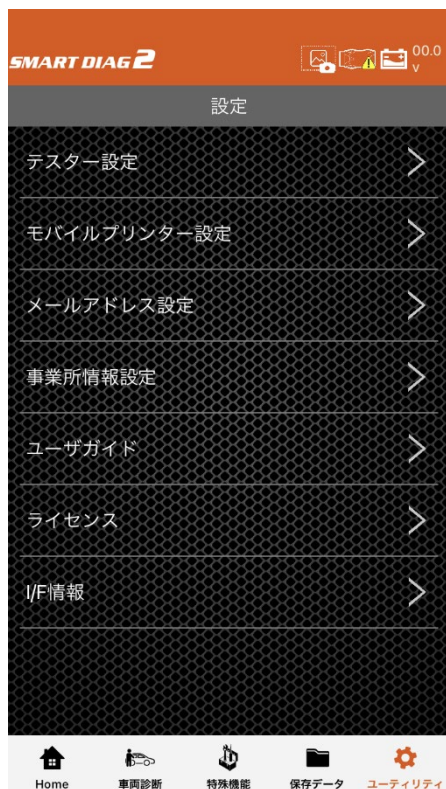 SMART DIAG 2
00.0
v
設定
テスター設定
モバイルプリンター設定
メールアドレス設定
事業所情報設定
ユーザガイド
ライセンス
I/F情報
Home 車両診断 特殊機能 保存データ ユーティリティ